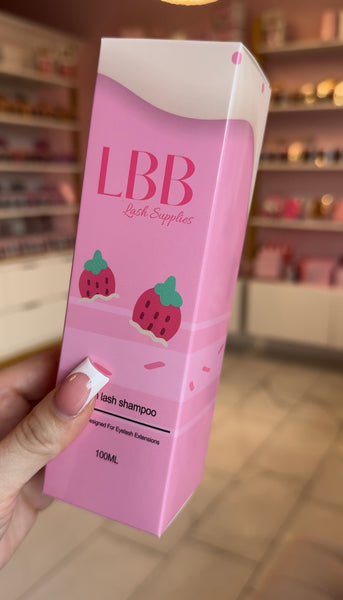 LBB
Lash Supplies
lash shampoo
For Eyelash Extensions
100ML